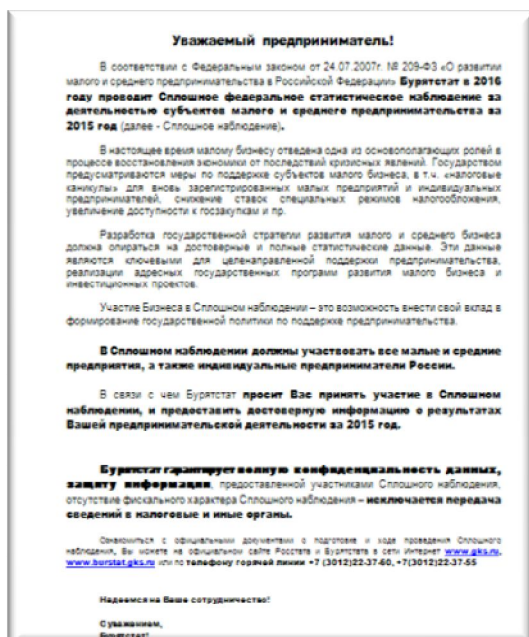 Уважаемый предприниматель!
В соответствии с Федеральным законом от 24.07.2007г. № 209-ФЗ «О развитии
малого и среднего предпринимательства в Российской Федерации» Бурятстат в 2016
году проводит Сплошное федеральное статистическое наблюдение за
деятельностью субъектов малого и среднего предпринимательства за
2015 год (далее - Сплошное наблюдение).
В настоящее время малому бизнесу отведена одна из основополагающих ролей в
процессе восстановления экономики от последствий кризисных явлений. Государством
предусматриваются меры по поддержке субъектов малого бизнеса, в т.ч. «налоговые
каникулы» для вновь зарегистрированных малых предприятий и индивидуальных
предпринимателей, снижение ставок специальных режимов налогообложения,
увеличение доступности к госзакупкам и пр.
Разработка государственной стратегии развития малого и среднего бизнеса
должна опираться на достоверные и полные статистические данные. Эти данные
являются ключевыми для целенаправленной поддержки предпринимательства,
реализации адресных государственных программ развития малого бизнеса и
инвестиционных проектов.
Участие Бизнеса в Сплошном наблюдении – это возможность внести свой вклад в
формирование государственной политики по поддержке предпринимательства.
В Сплошном наблюдении должны участвовать все малые и средние
предприятия, а также индивидуальные предприниматели России.
В связи с чем Бурятстат просит Вас принять участие в Сплошном
наблюдении, и предоставить достоверную информацию о результатах
Вашей предпринимательской деятельности за 2015 год.
Бурятстат гарантирует полную конфиденциальность данных,
защиту информации, предоставленной участниками Сплошного наблюдения,
отсутствие фискального характера Сплошного наблюдения – исключается передача
сведений в налоговые и иные органы.
Ознакомиться с официальными документами о подготовке и ходе проведения Сплошного
наблюдения, Вы можете на официальном сайте Росстата и Бурятстата в сети Интернет www.gks.ru,
www.burstat.gks.ru или по телефону горячей линии +7 (3012)22-37-60, +7(3012)22-37-55
Надеемся на Ваше сотрудничество!
С уважением,
Бурятстат!